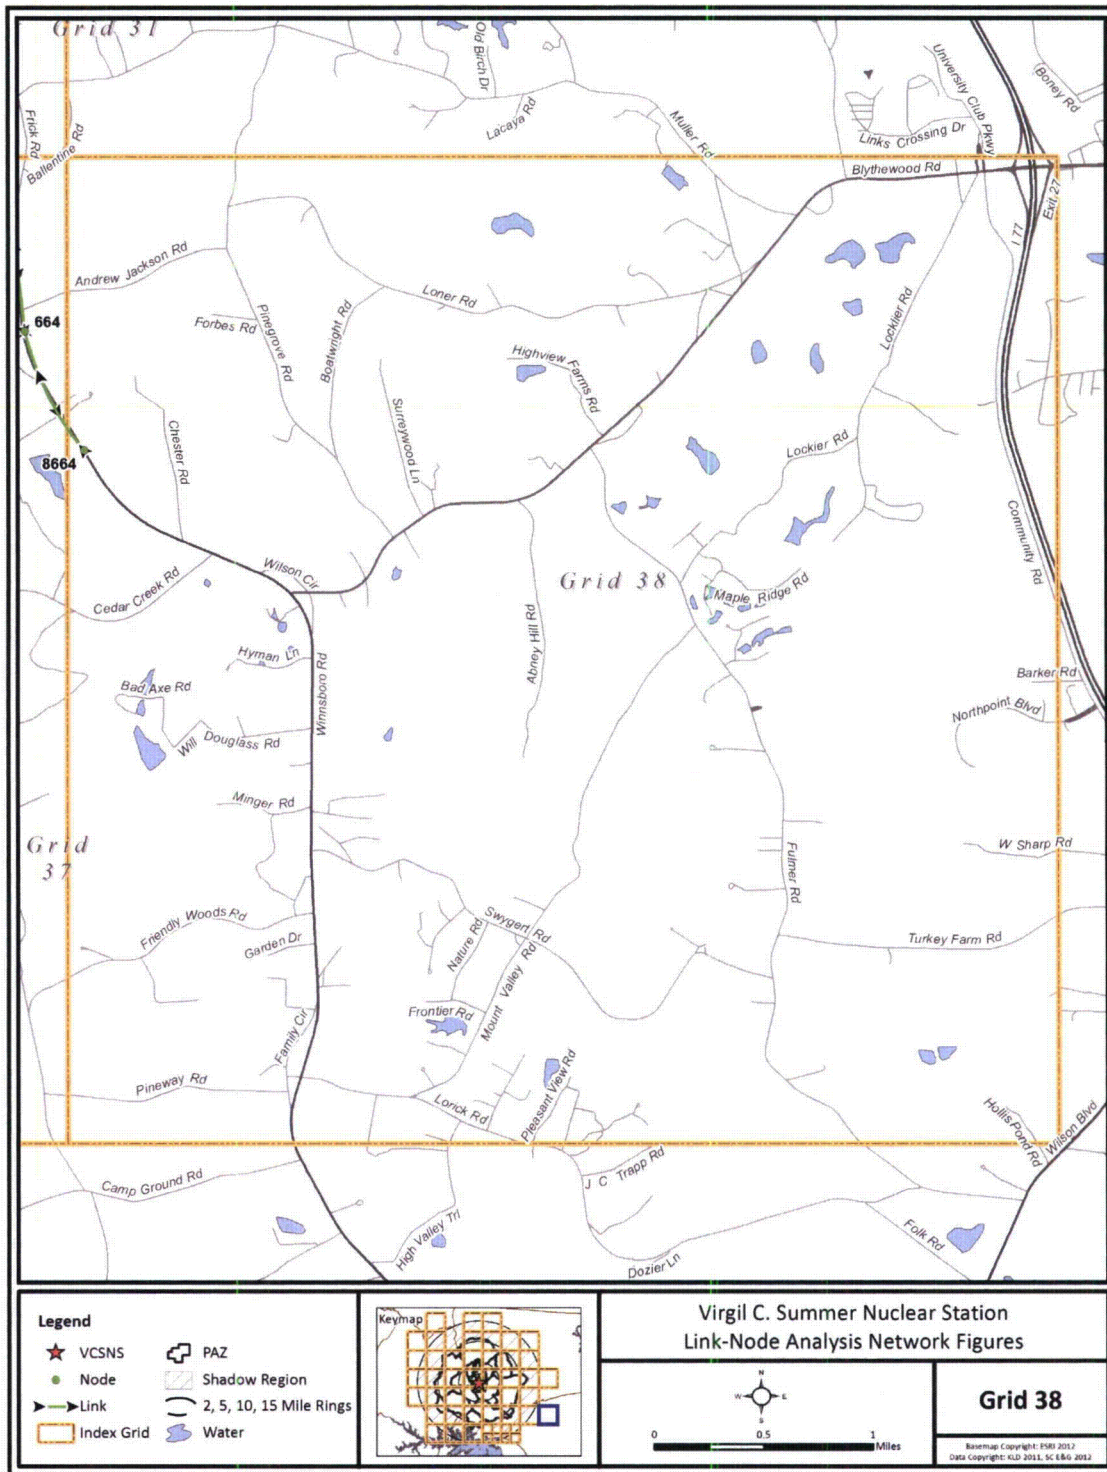 Grid 31
Old Birch Dr
University Club Pkwy
Boney Rd
Frick Rd
Ballentine Rd
Lacaya Rd
Muller Rd
Links Crossing Dr
Blythewood Rd
Exit 27
I 77
Andrew Jackson Rd
Loner Rd
664
Forbes Rd
Pinegrove Rd
Boatwright Rd
Locklier Rd
Highview Farms Rd
Surreywood Ln
Chester Rd
Lockier Rd
8664
Community Rd
Wilson Cir
Cedar Creek Rd
Grid 38
Maple Ridge Rd
Abney Hill Rd
Hyman Ln
Winnsboro Rd
Bad Axe Rd
Barker Rd
Northpoint Blvd
Will Douglass Rd
Minger Rd
Grid
37
W Sharp Rd
Fulmer Rd
Friendly Woods Rd
Swygert Rd
Garden Dr
Nature Rd
Turkey Farm Rd
Mount Valley Rd
Frontier Rd
Family Cir
Pineway Rd
Lorick Rd
Pleasant View Rd
Hollis Pond Rd
Wilson Blvd
Camp Ground Rd
J C Trapp Rd
High Valley Trl
Folk Rd
Dozier Ln
Legend
VCSNS
PAZ
Node
Shadow Region
Link
2, 5, 10, 15 Mile Rings
Index Grid
Water
Keymap
Virgil C. Summer Nuclear Station
Link-Node Analysis Network Figures
N
W E
S
0 0.5 1
Miles
Grid 38
Basemap Copyright: ESRI 2012
Data Copyright: KLD 2011, SC E&G 2012